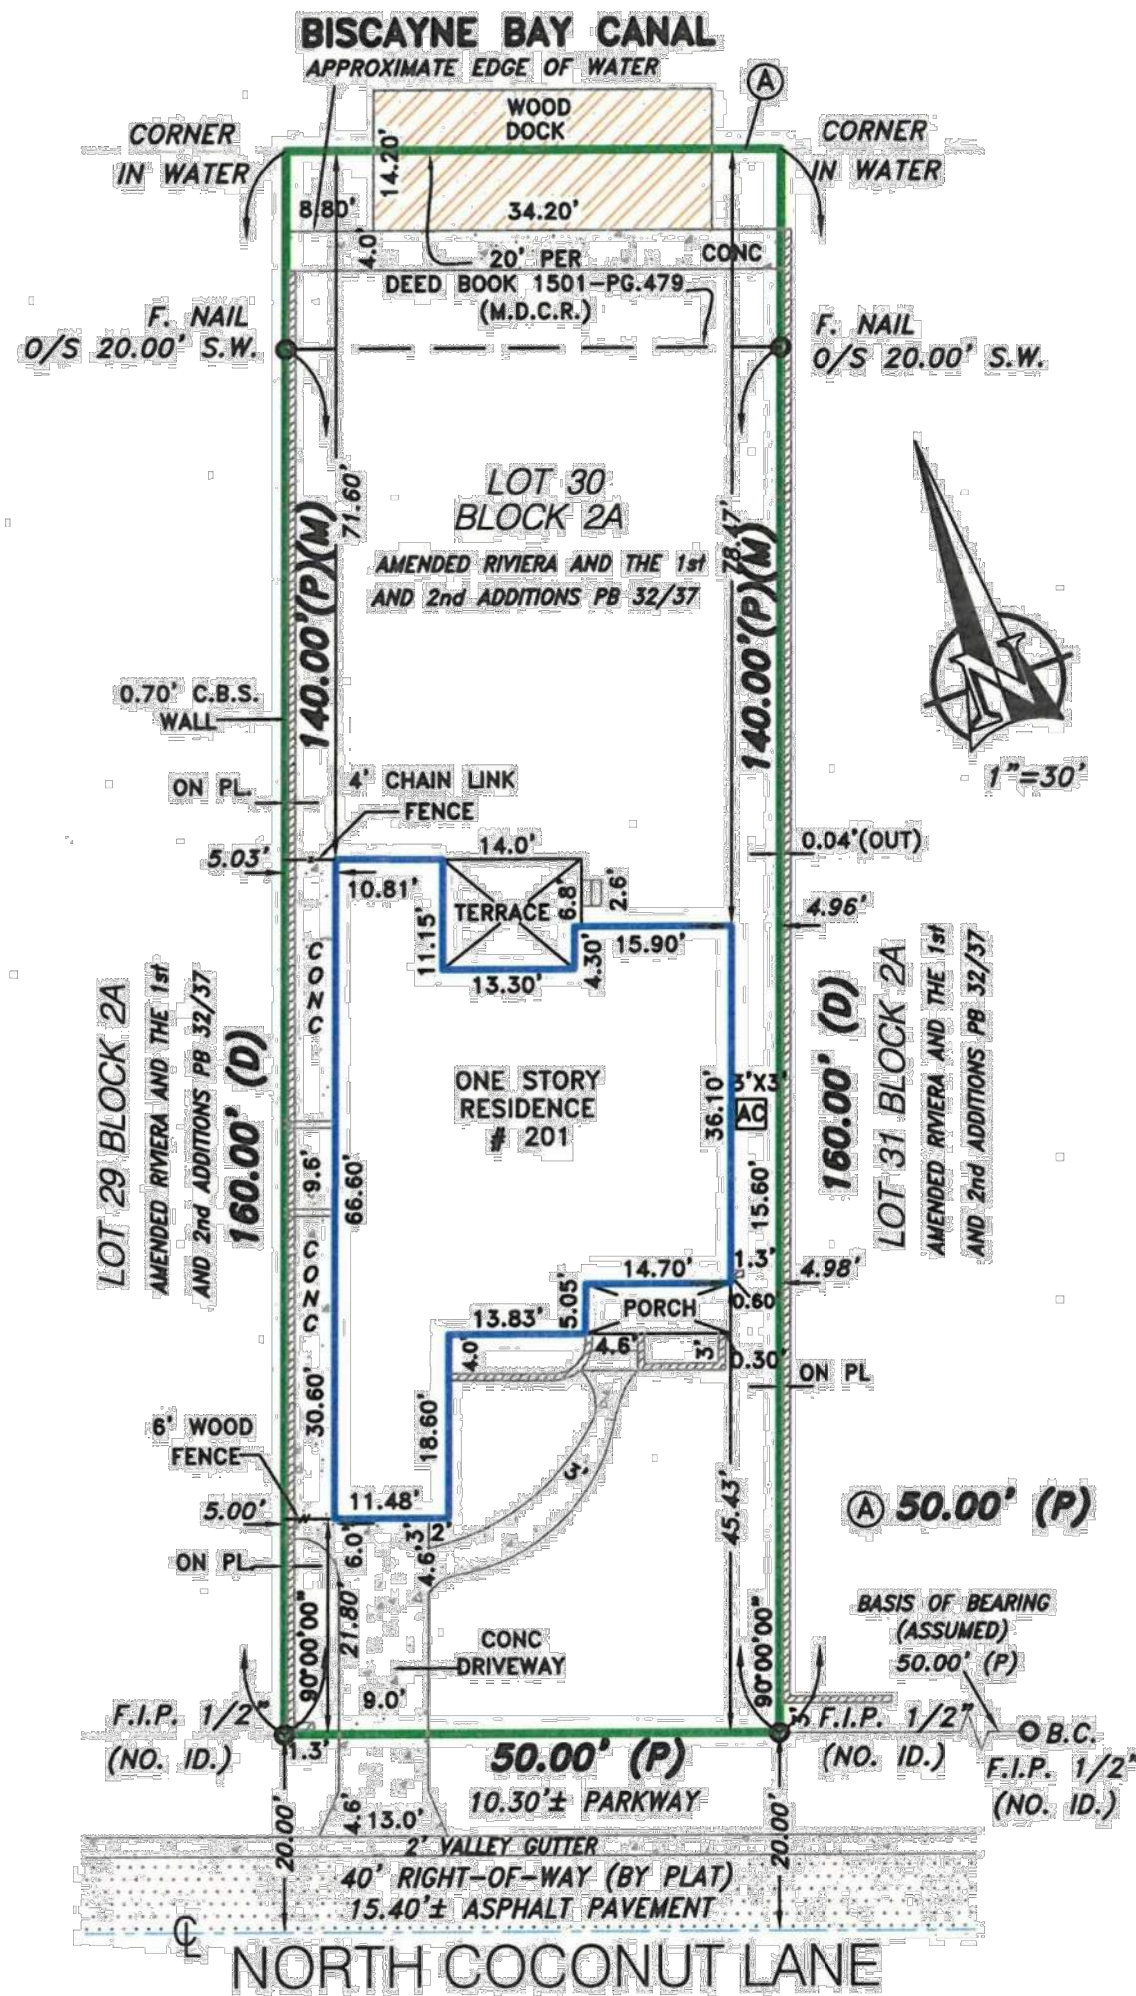 BISCAYNE BAY CANAL
APPROXIMATE EDGE OF WATER
A
WOOD
DOCK
CORNER
IN WATER
CORNER
IN WATER
14.20'
8.80'
34.20'
4.0'
20' PER
CONC
DEED BOOK 1501-PG.479
(M.D.C.R.)
F. NAIL
O/S 20.00' S.W.
F. NAIL
O/S 20.00' S.W.
LOT 30
BLOCK 2A
AMENDED RIVIERA AND THE 1st
AND 2nd ADDITIONS PB 32/37
140.00'(P)(M)
71.60'
78.47'
140.00'(P)(M)
N
1"=30'
0.70' C.B.S.
WALL
ON PL.
4' CHAIN LINK
FENCE
14.0'
0.04'(OUT)
5.03'
10.81'
11.15'
TERRACE
6.8'
2.6'
13.30'
4.30'
15.90'
4.96'
CONC
LOT 29 BLOCK 2A
AMENDED RIVIERA AND THE 1st
AND 2nd ADDITIONS PB 32/37
160.00' (D)
ONE STORY
RESIDENCE
# 201
36.10'
3'X3'
AC
160.00' (D)
LOT 31 BLOCK 2A
AMENDED RIVIERA AND THE 1st
AND 2nd ADDITIONS PB 32/37
9.6'
66.60'
15.60'
CONC
14.70'
1.3'
4.98'
0.60'
PORCH
5.05'
13.83'
4.0'
4.6'
3'
0.30'
ON PL
30.60'
18.60'
3'
6' WOOD
FENCE
5.00'
11.48'
45.43'
A 50.00' (P)
6.0'
3'
2'
4.6'
ON PL
21.80'
90°00'00"
90°00'00"
CONC
DRIVEWAY
9.0'
BASIS OF BEARING
(ASSUMED)
50.00' (P)
F.I.P. 1/2"
(NO. ID.)
1.3'
50.00' (P)
3'
F.I.P. 1/2"
(NO. ID.)
B.C.
F.I.P. 1/2"
(NO. ID.)
10.30'± PARKWAY
4.6'
13.0'
20.00'
20.00'
2' VALLEY GUTTER
40' RIGHT-OF-WAY (BY PLAT)
15.40'± ASPHALT PAVEMENT
CL
NORTH COCONUT LANE